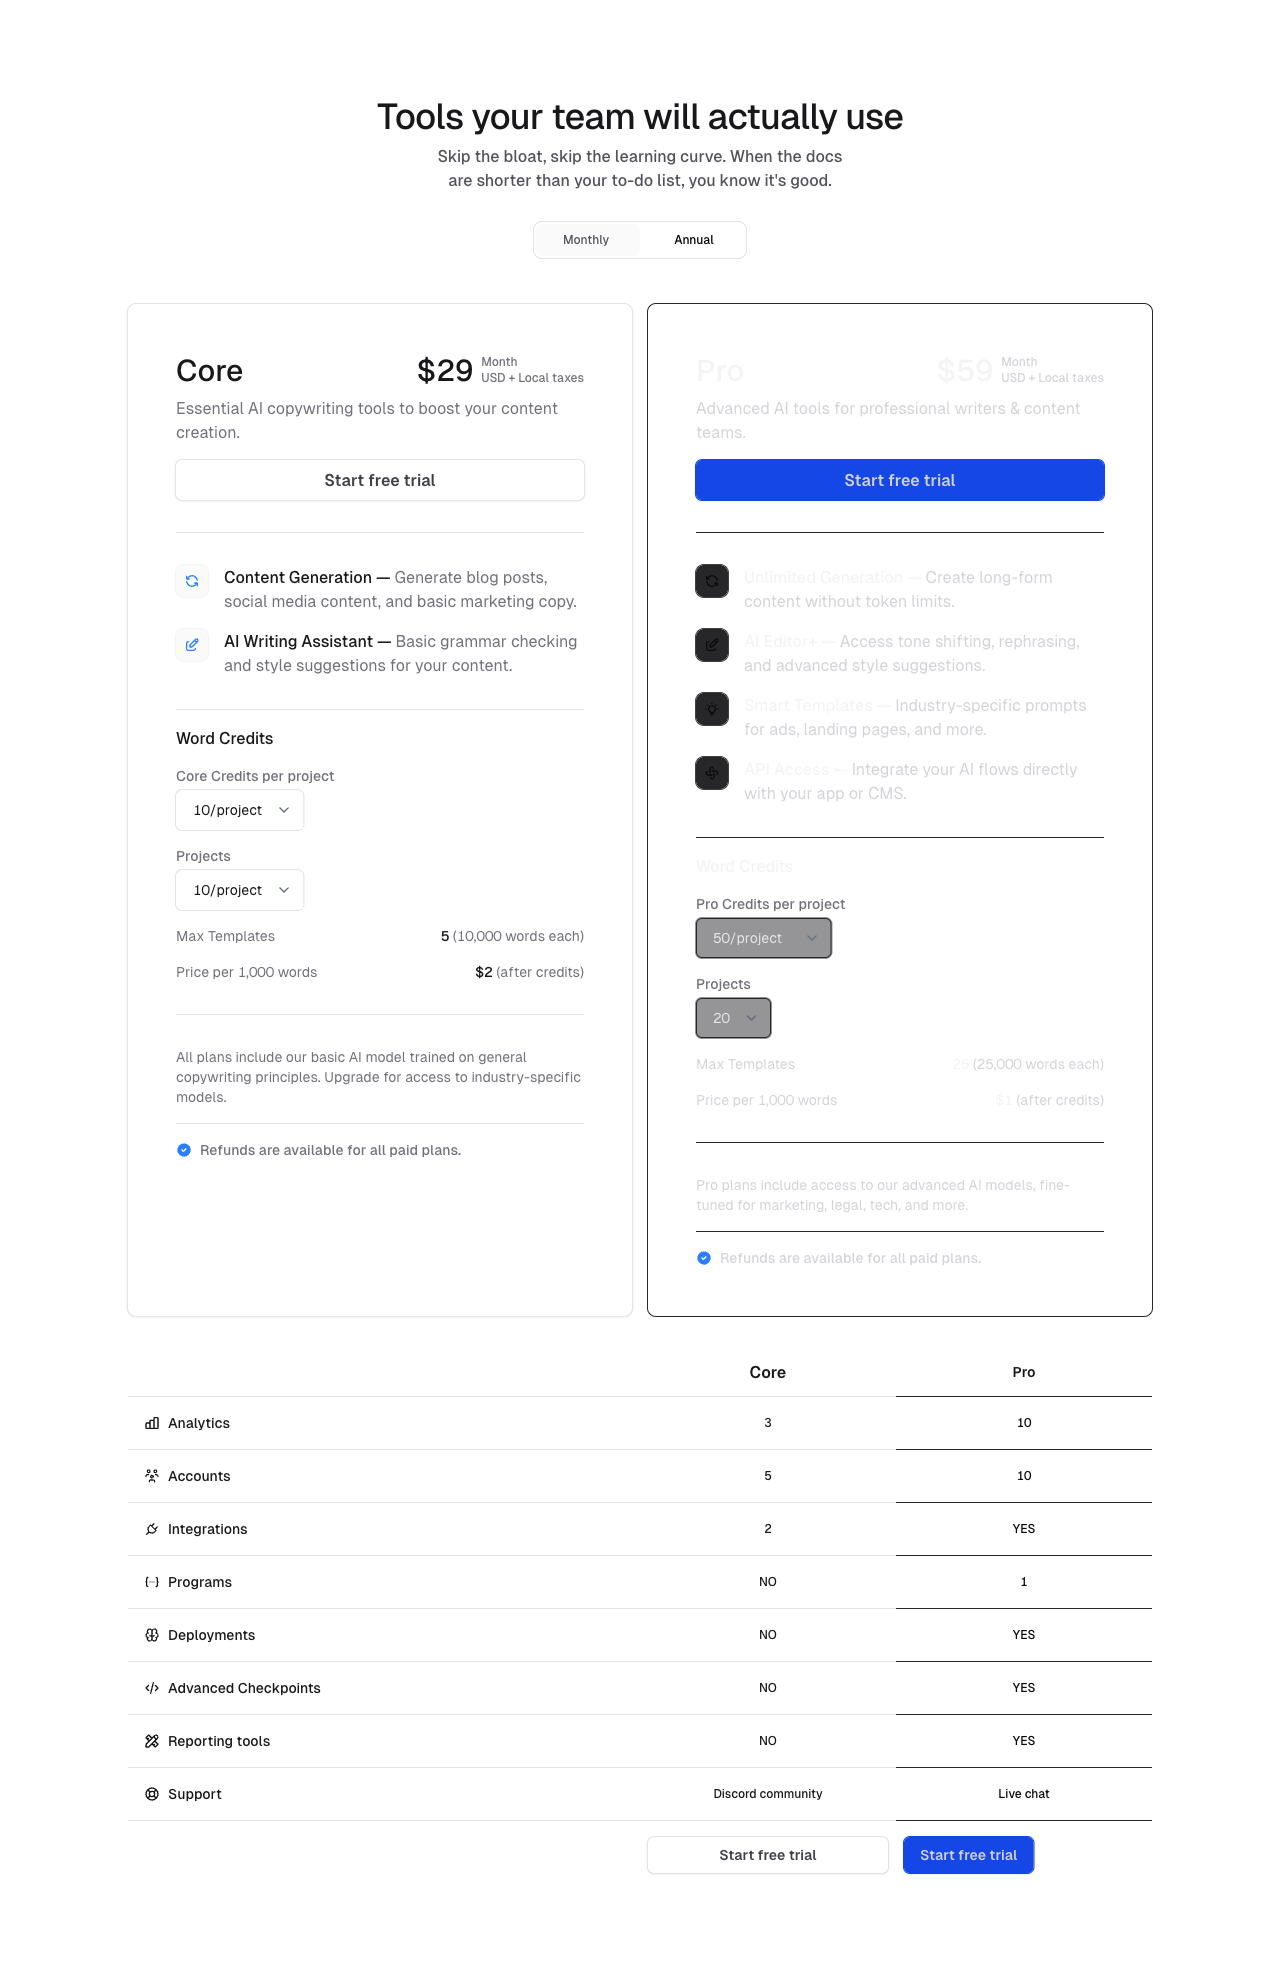 Tools your team will actually use
Skip the bloat, skip the learning curve. When the docs
are shorter than your to-do list, you know it's good.
Monthly
Annual
Core
$29
Month
USD + Local taxes
Essential AI copywriting tools to boost your content
creation.
Start free trial
Content Generation — Generate blog posts,
social media content, and basic marketing copy.
AI Writing Assistant — Basic grammar checking
and style suggestions for your content.
Word Credits
Core Credits per project
10/project
Projects
10/project
Max Templates
5 (10,000 words each)
Price per 1,000 words
$2 (after credits)
All plans include our basic AI model trained on general
copywriting principles. Upgrade for access to industry-specific
models.
Refunds are available for all paid plans.
Pro
$59
Month
USD + Local taxes
Advanced AI tools for professional writers & content
teams.
Start free trial
Unlimited Generation — Create long-form
content without token limits.
AI Editor+ — Access tone shifting, rephrasing,
and advanced style suggestions.
Smart Templates — Industry-specific prompts
for ads, landing pages, and more.
API Access — Integrate your AI flows directly
with your app or CMS.
Word Credits
Pro Credits per project
50/project
Projects
20
Max Templates
25 (25,000 words each)
Price per 1,000 words
$1 (after credits)
Pro plans include access to our advanced AI models, fine-
tuned for marketing, legal, tech, and more.
Refunds are available for all paid plans.
Core
Pro
Analytics
3
10
Accounts
5
10
Integrations
2
YES
Programs
NO
1
Deployments
NO
YES
Advanced Checkpoints
NO
YES
Reporting tools
NO
YES
Support
Discord community
Live chat
Start free trial
Start free trial